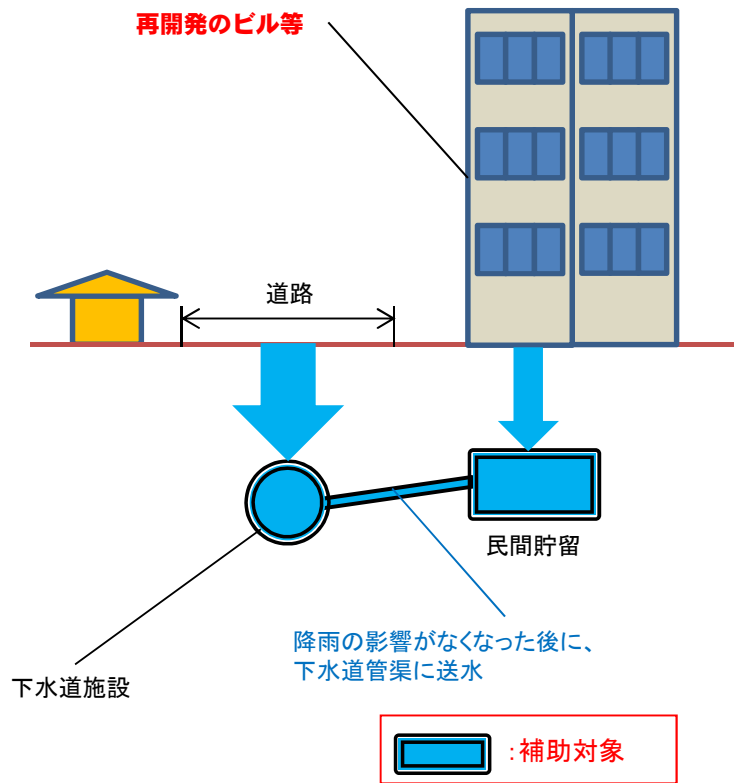 再開発のビル等
道路
民間貯留
降雨の影響がなくなった後に、
下水道管渠に送水
下水道施設
：補助対象